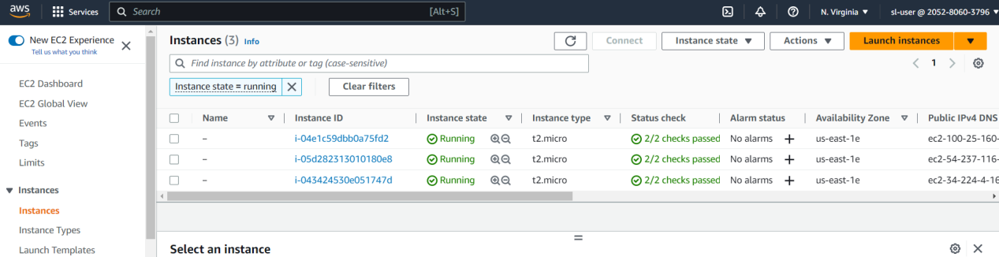 aws Services Search [Alt+S] N. Virginia sl-user @ 2052-8060-3796
New EC2 Experience
Tell us what you think
EC2 Dashboard
EC2 Global View
Events
Tags
Limits
Instances
Instances
Instance Types
Launch Templates
Instances (3) Info Connect Instance state Actions Launch instances
Find instance by attribute or tag (case-sensitive) 1
Instance state = running Clear filters
Name Instance ID Instance state Instance type Status check Alarm status Availability Zone Public IPv4 DNS
– i-04e1c59dbb0a75fd2 Running t2.micro 2/2 checks passed No alarms + us-east-1e ec2-100-25-160-
– i-05d282313010180e8 Running t2.micro 2/2 checks passed No alarms + us-east-1e ec2-54-237-116-
– i-043424530e051747d Running t2.micro 2/2 checks passed No alarms + us-east-1e ec2-34-224-4-16
Select an instance